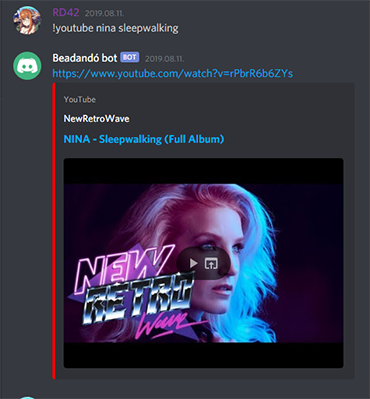 RD42 2019.08.11.
!youtube nina sleepwalking
Beadandó bot BOT 2019.08.11.
https://www.youtube.com/watch?v=rPbrR6b6ZYs
YouTube
NewRetroWave
NINA - Sleepwalking (Full Album)
NEW
RETRO
Wave